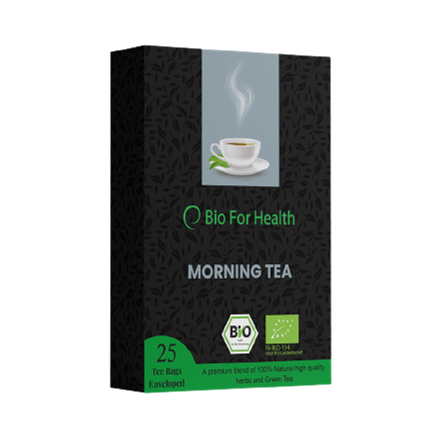 Bio For Health
MORNING TEA
Bio
25
Tee Bags
Enveloped
A premium blend of 100% Natural high quality
herbs and Green Tea